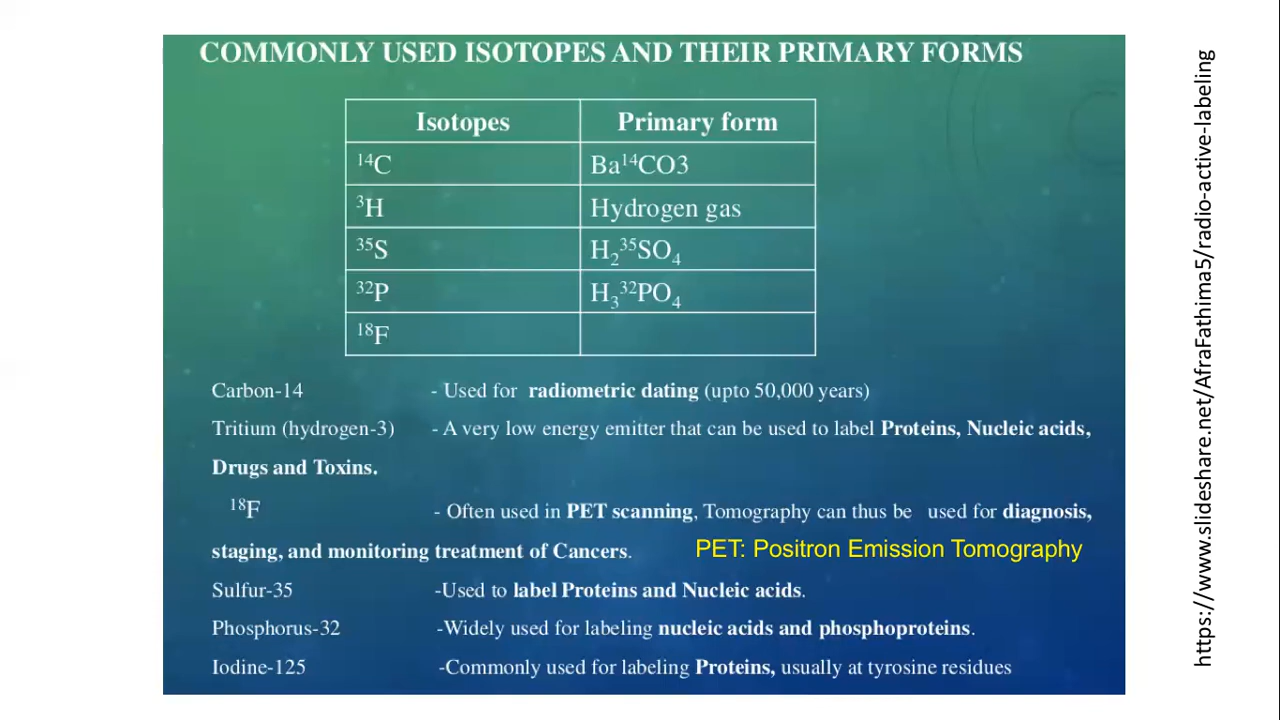 COMMONLY USED ISOTOPES AND THEIR PRIMARY FORMS
Isotopes Primary form
¹⁴C Ba¹⁴CO3
³H Hydrogen gas
³⁵S H₂³⁵SO₄
³²P H₃³²PO₄
¹⁸F
Carbon-14 - Used for radiometric dating (upto 50,000 years)
Tritium (hydrogen-3) - A very low energy emitter that can be used to label Proteins, Nucleic acids,
Drugs and Toxins.
¹⁸F - Often used in PET scanning, Tomography can thus be used for diagnosis,
staging, and monitoring treatment of Cancers. PET: Positron Emission Tomography
Sulfur-35 -Used to label Proteins and Nucleic acids.
Phosphorus-32 -Widely used for labeling nucleic acids and phosphoproteins.
Iodine-125 -Commonly used for labeling Proteins, usually at tyrosine residues
https://www.slideshare.net/AfraFathima5/radio-active-labeling